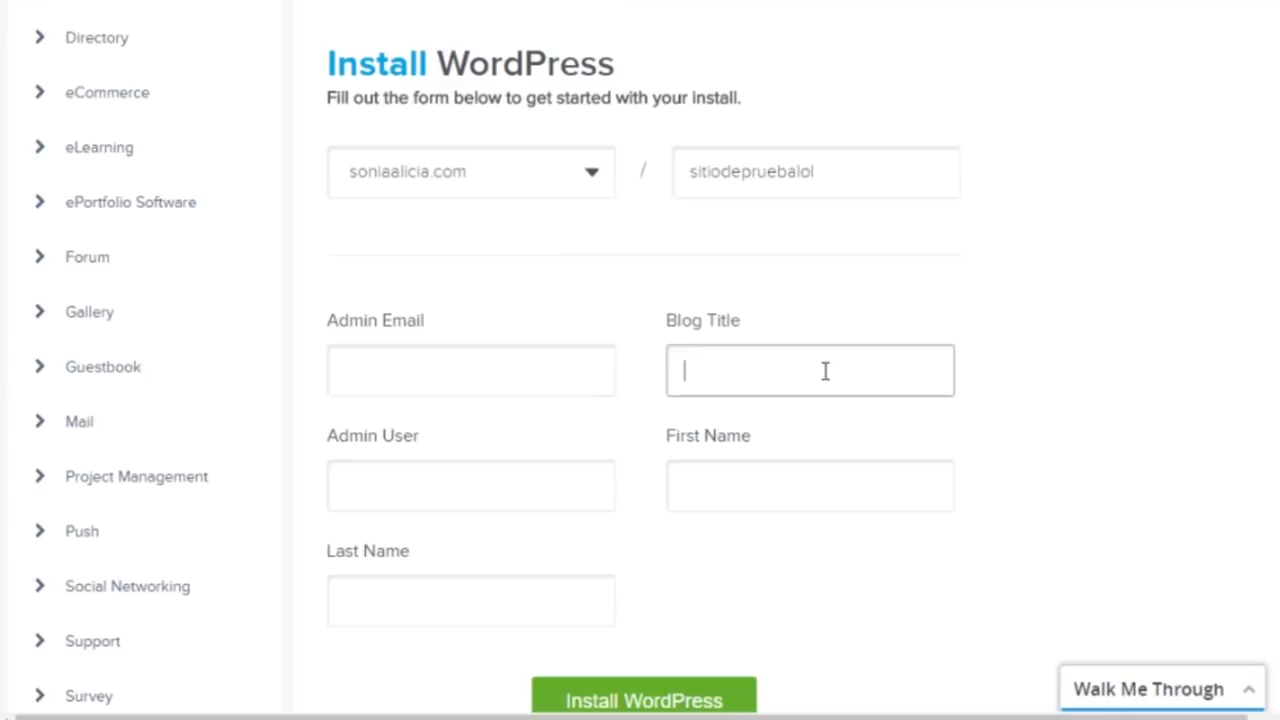 Directory
eCommerce
eLearning
ePortfolio Software
Forum
Gallery
Guestbook
Mail
Project Management
Push
Social Networking
Support
Survey
Install WordPress
Fill out the form below to get started with your install.
soniaalicia.com / sitiodepruebalol
Admin Email Blog Title
Admin User First Name
Last Name
Install WordPress
Walk Me Through